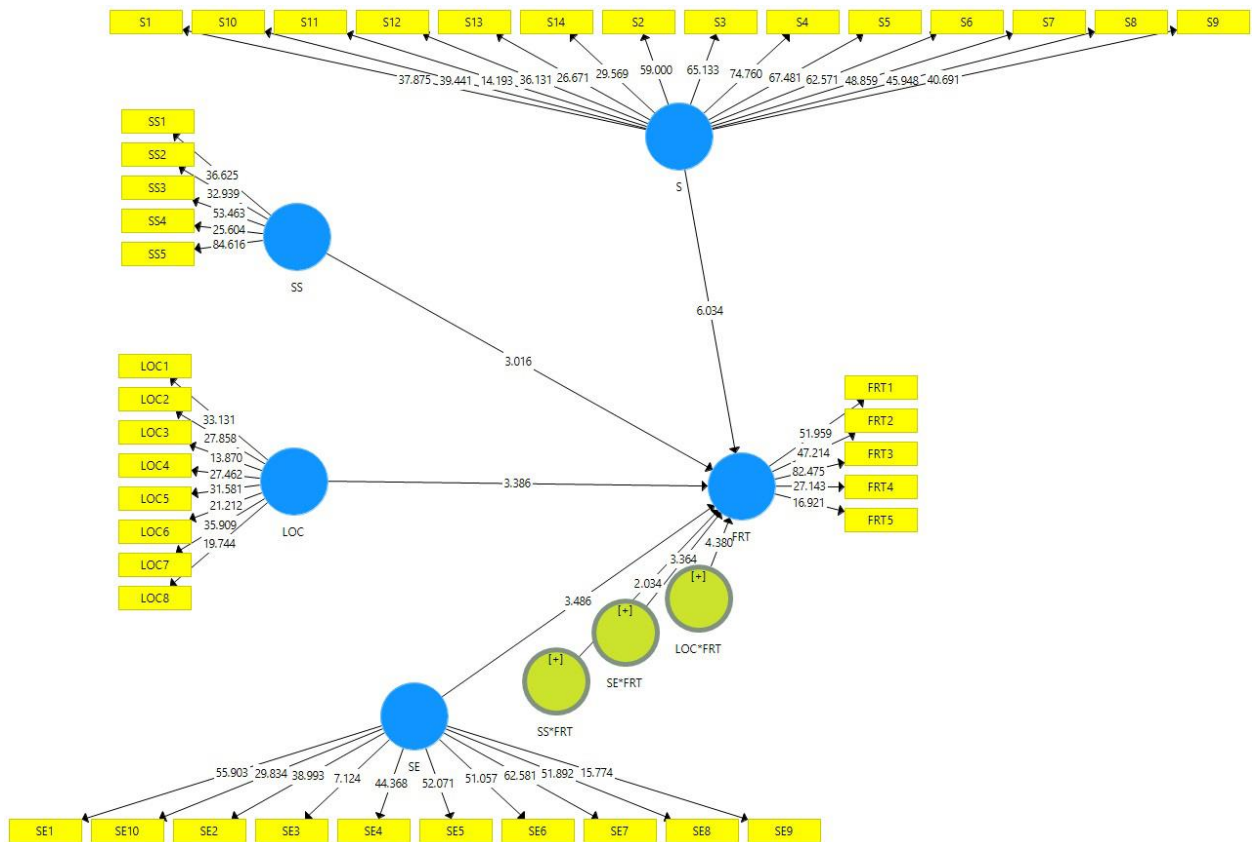 S1 S10 S11 S12 S13 S14 S2 S3 S4 S5 S6 S7 S8 S9
37.875 39.441 14.193 36.131 26.671 29.569 59.000 65.133 74.760 67.481 62.571 48.859 45.948 40.691
S
SS1
SS2
SS3
SS4
SS5
36.625
32.939
53.463
25.604
84.616
SS
6.034
3.016
LOC1
LOC2
LOC3
LOC4
LOC5
LOC6
LOC7
LOC8
33.131
27.858
13.870
27.462
31.581
21.212
35.909
19.744
LOC
3.386
FRT1
FRT2
FRT3
FRT4
FRT5
51.959
47.214
82.475
27.143
16.921
FRT
4.380
3.364
2.034
3.486
[+]
LOC*FRT
[+]
SE*FRT
[+]
SS*FRT
SE
55.903 29.834 38.993 7.124 44.368 52.071 51.057 62.581 51.892 15.774
SE1 SE10 SE2 SE3 SE4 SE5 SE6 SE7 SE8 SE9